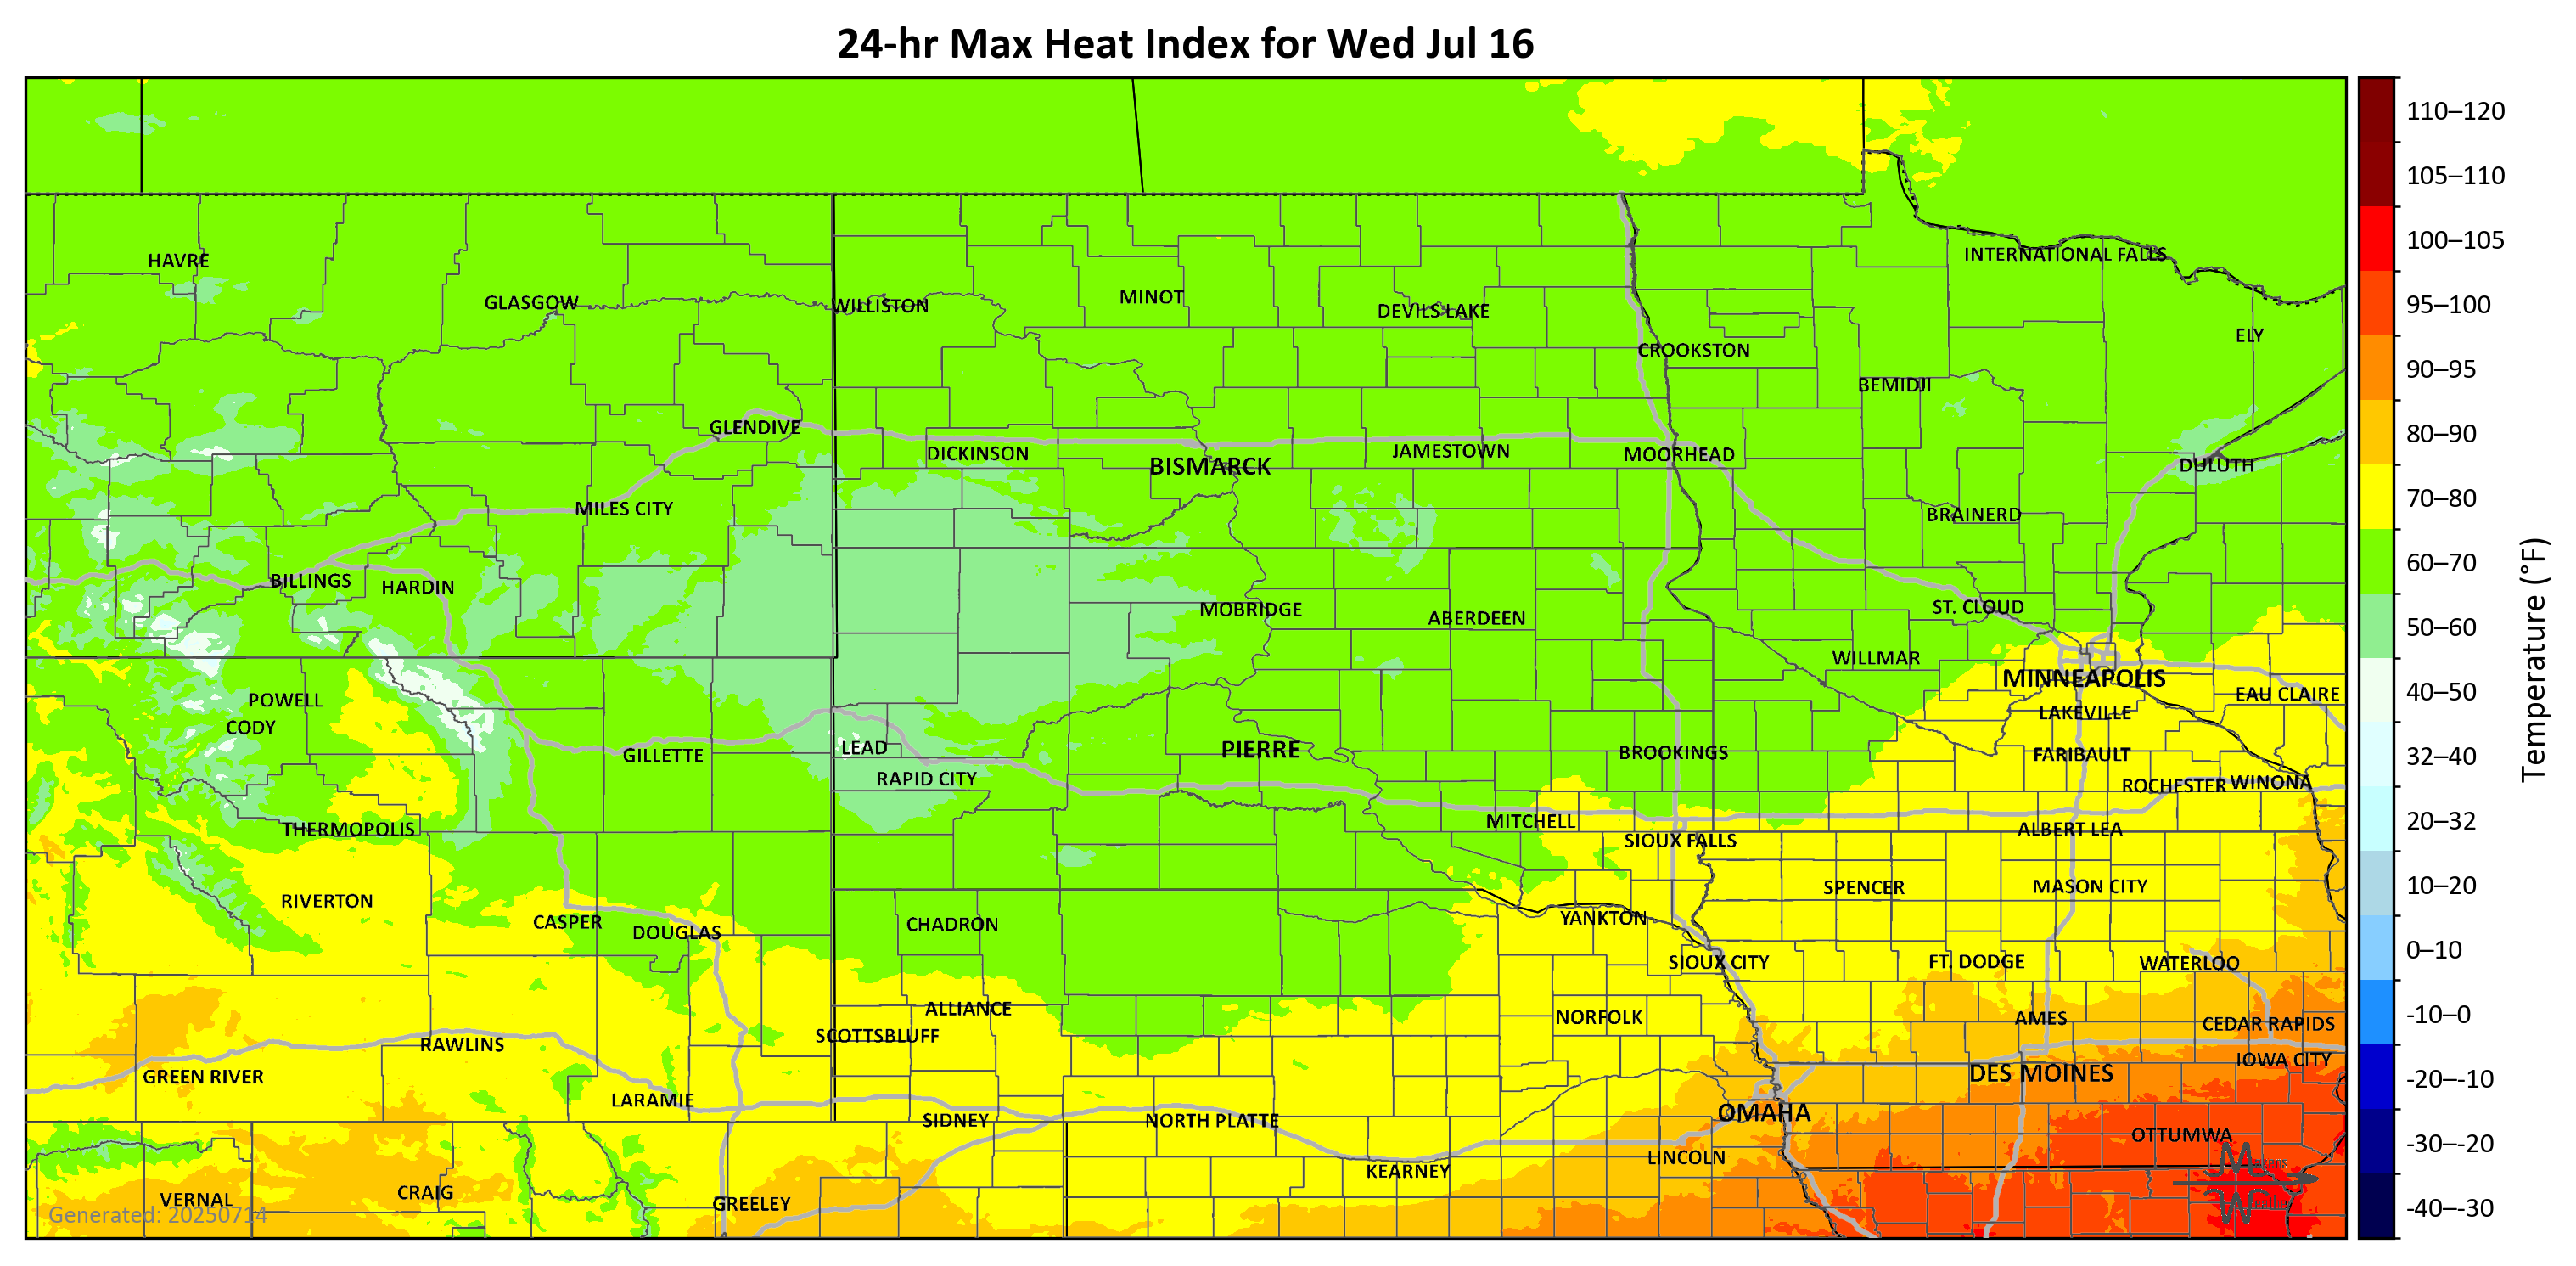 24-hr Max Heat Index for Wed Jul 16
HAVRE
GLASGOW
WILLISTON
MINOT
DEVILS LAKE
INTERNATIONAL FALLS
CROOKSTON
ELY
BEMIDJI
GLENDIVE
DICKINSON
BISMARCK
JAMESTOWN
MOORHEAD
DULUTH
MILES CITY
BRAINERD
BILLINGS
HARDIN
MOBRIDGE
ABERDEEN
ST. CLOUD
WILLMAR
MINNEAPOLIS
EAU CLAIRE
POWELL
CODY
LAKEVILLE
GILLETTE
LEAD
PIERRE
BROOKINGS
FARIBAULT
RAPID CITY
ROCHESTER
WINONA
THERMOPOLIS
MITCHELL
SIOUX FALLS
ALBERT LEA
RIVERTON
SPENCER
MASON CITY
CASPER
DOUGLAS
CHADRON
YANKTON
SIOUX CITY
FT. DODGE
WATERLOO
ALLIANCE
SCOTTSBLUFF
NORFOLK
AMES
CEDAR RAPIDS
RAWLINS
IOWA CITY
GREEN RIVER
DES MOINES
LARAMIE
SIDNEY
NORTH PLATTE
OMAHA
OTTUMWA
LINCOLN
KEARNEY
VERNAL
CRAIG
GREELEY
Generated: 20250714
110–120
105–110
100–105
95–100
90–95
80–90
70–80
60–70
50–60
40–50
32–40
20–32
10–20
0–10
-10–0
-20–-10
-30–-20
-40–-30
Temperature (°F)